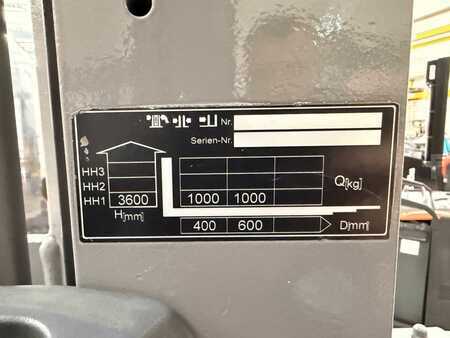 Nr.
Serien-Nr.
HH3
HH2
HH1 3600 1000 1000 Q[kg]
H[mm] 400 600 D[mm]